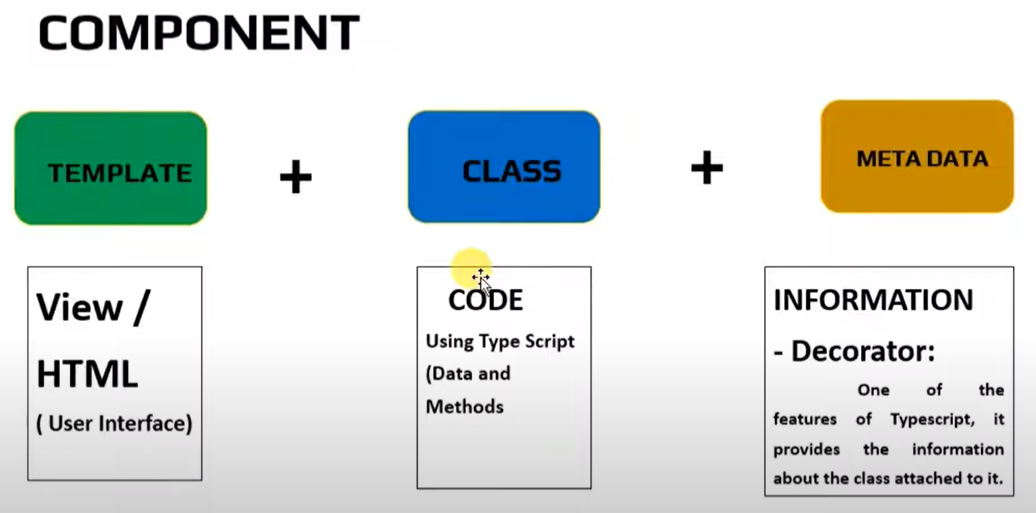 COMPONENT
TEMPLATE + CLASS + META DATA
View /
HTML
( User Interface)
CODE
Using Type Script
(Data and
Methods
INFORMATION
- Decorator:
One of the
features of Typescript, it
provides the information
about the class attached to it.